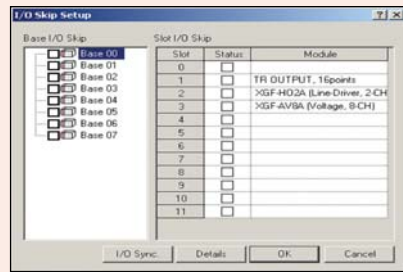 I/O Skip Setup
Base I/O Skip
Base 00
Base 01
Base 02
Base 03
Base 04
Base 05
Base 06
Base 07
Slot I/O Skip
Slot Status Module
0
1 TR OUTPUT, 16points
2 XGF-HO2A (Line-Driver, 2-CH
3 XGF-AV8A (Voltage, 8-CH)
4
5
6
7
8
9
10
11
I/O Sync. Details OK Cancel